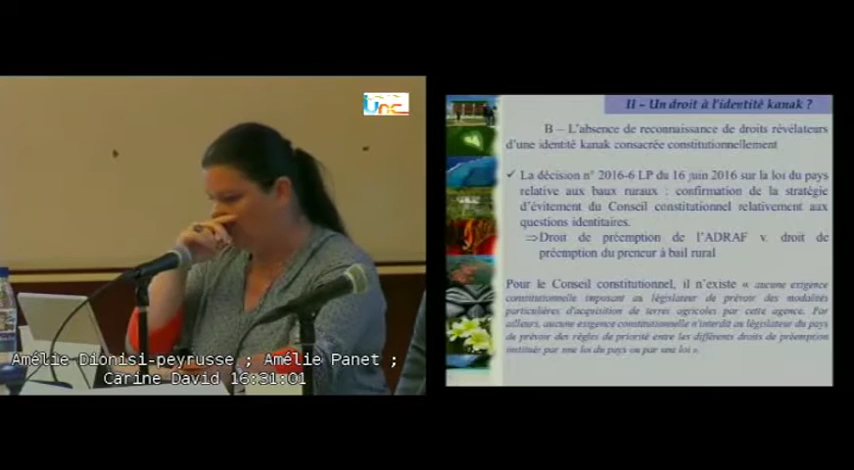 unc
Amélie Dionisi-peyrusse ; Amélie Panet ;
Carine David 16:31:01
II – Un droit à l'identité kanak ?
B – L'absence de reconnaissance de droits révélateurs
d'une identité kanak consacrée constitutionnellement
✓ La décision n° 2016-6 LP du 16 juin 2016 sur la loi du pays
relative aux baux ruraux : confirmation de la stratégie
d'évitement du Conseil constitutionnel relativement aux
questions identitaires.
⇒Droit de préemption de l'ADRAF v. droit de
préemption du preneur à bail rural
Pour le Conseil constitutionnel, il n'existe « aucune exigence
constitutionnelle imposant au législateur de prévoir des modalités
particulières d'acquisition de terres agricoles par cette agence. Par
ailleurs, aucune exigence constitutionnelle n'interdit au législateur du pays
de prévoir des règles de priorité entre les différents droits de préemption
institués par une loi du pays ou par une loi ».